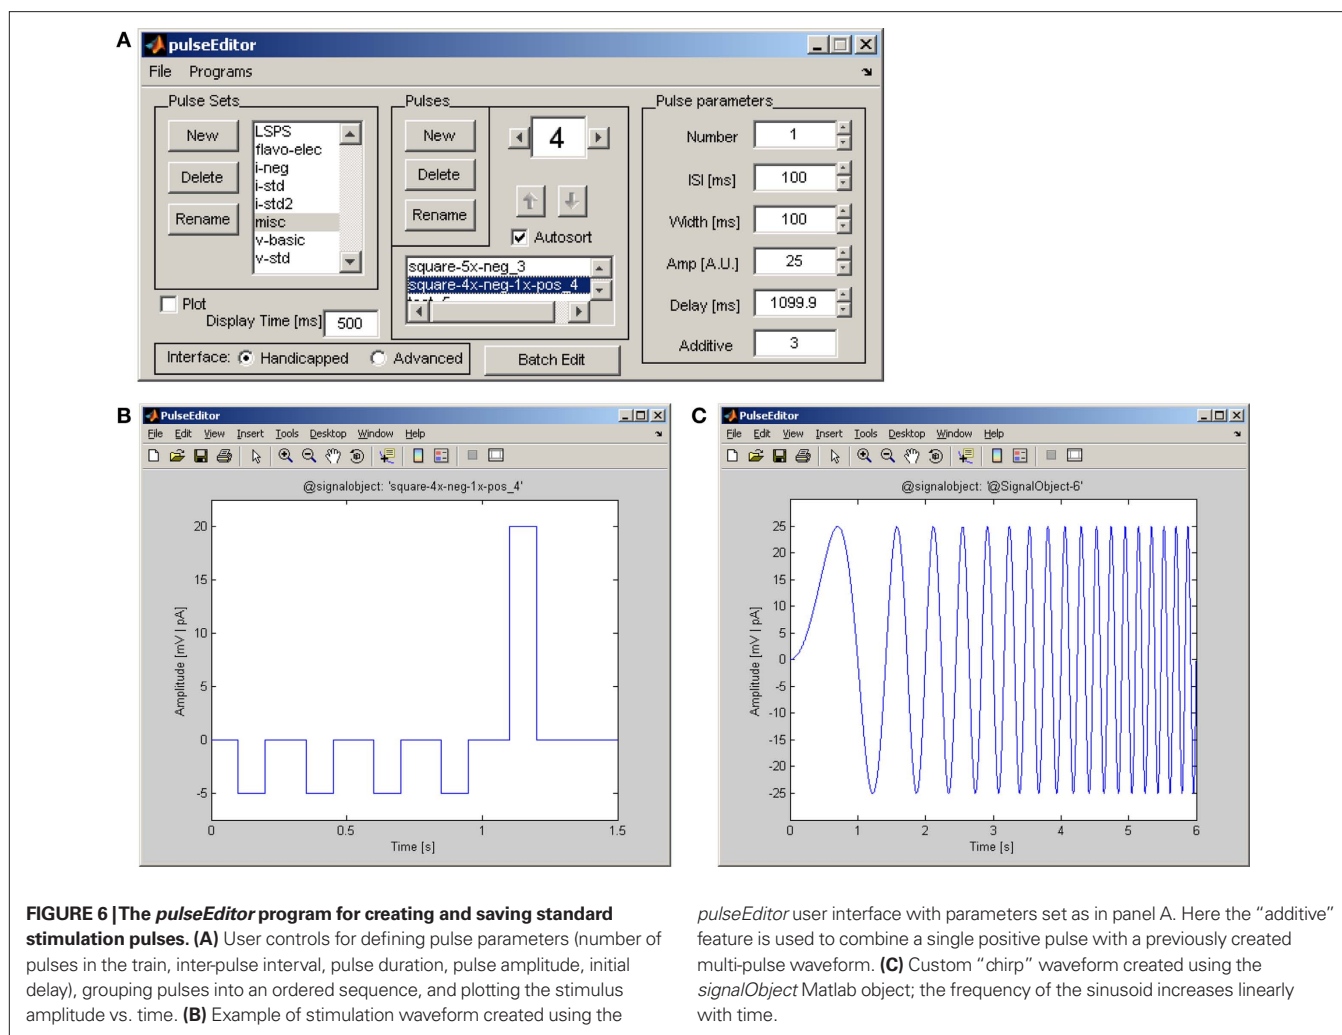 A
pulseEditor
File Programs
Pulse Sets
New
Delete
Rename
LSPS
flavo-elec
i-neg
i-std
i-std2
misc
v-basic
v-std
Plot
Display Time [ms] 500
Interface: Handicapped Advanced
Pulses
New
Delete
Rename
4
Autosort
square-5x-neg_3
square-4x-neg-1x-pos_4
test_5
Batch Edit
Pulse parameters
Number 1
ISI [ms] 100
Width [ms] 100
Amp [A.U.] 25
Delay [ms] 1099.9
Additive 3
B
PulseEditor
File Edit View Insert Tools Desktop Window Help
@signalobject: 'square-4x-neg-1x-pos_4'
Amplitude [mV | pA]
20
15
10
5
0
-5
0 0.5 1 1.5
Time [s]
C
PulseEditor
File Edit View Insert Tools Desktop Window Help
@signalobject: '@SignalObject-6'
Amplitude [mV | pA]
25
20
15
10
5
0
-5
-10
-15
-20
-25
0 1 2 3 4 5 6
Time [s]
FIGURE 6 | The pulseEditor program for creating and saving standard
stimulation pulses. (A) User controls for defining pulse parameters (number of
pulses in the train, inter-pulse interval, pulse duration, pulse amplitude, initial
delay), grouping pulses into an ordered sequence, and plotting the stimulus
amplitude vs. time. (B) Example of stimulation waveform created using the
pulseEditor user interface with parameters set as in panel A. Here the “additive”
feature is used to combine a single positive pulse with a previously created
multi-pulse waveform. (C) Custom “chirp” waveform created using the
signalObject Matlab object; the frequency of the sinusoid increases linearly
with time.